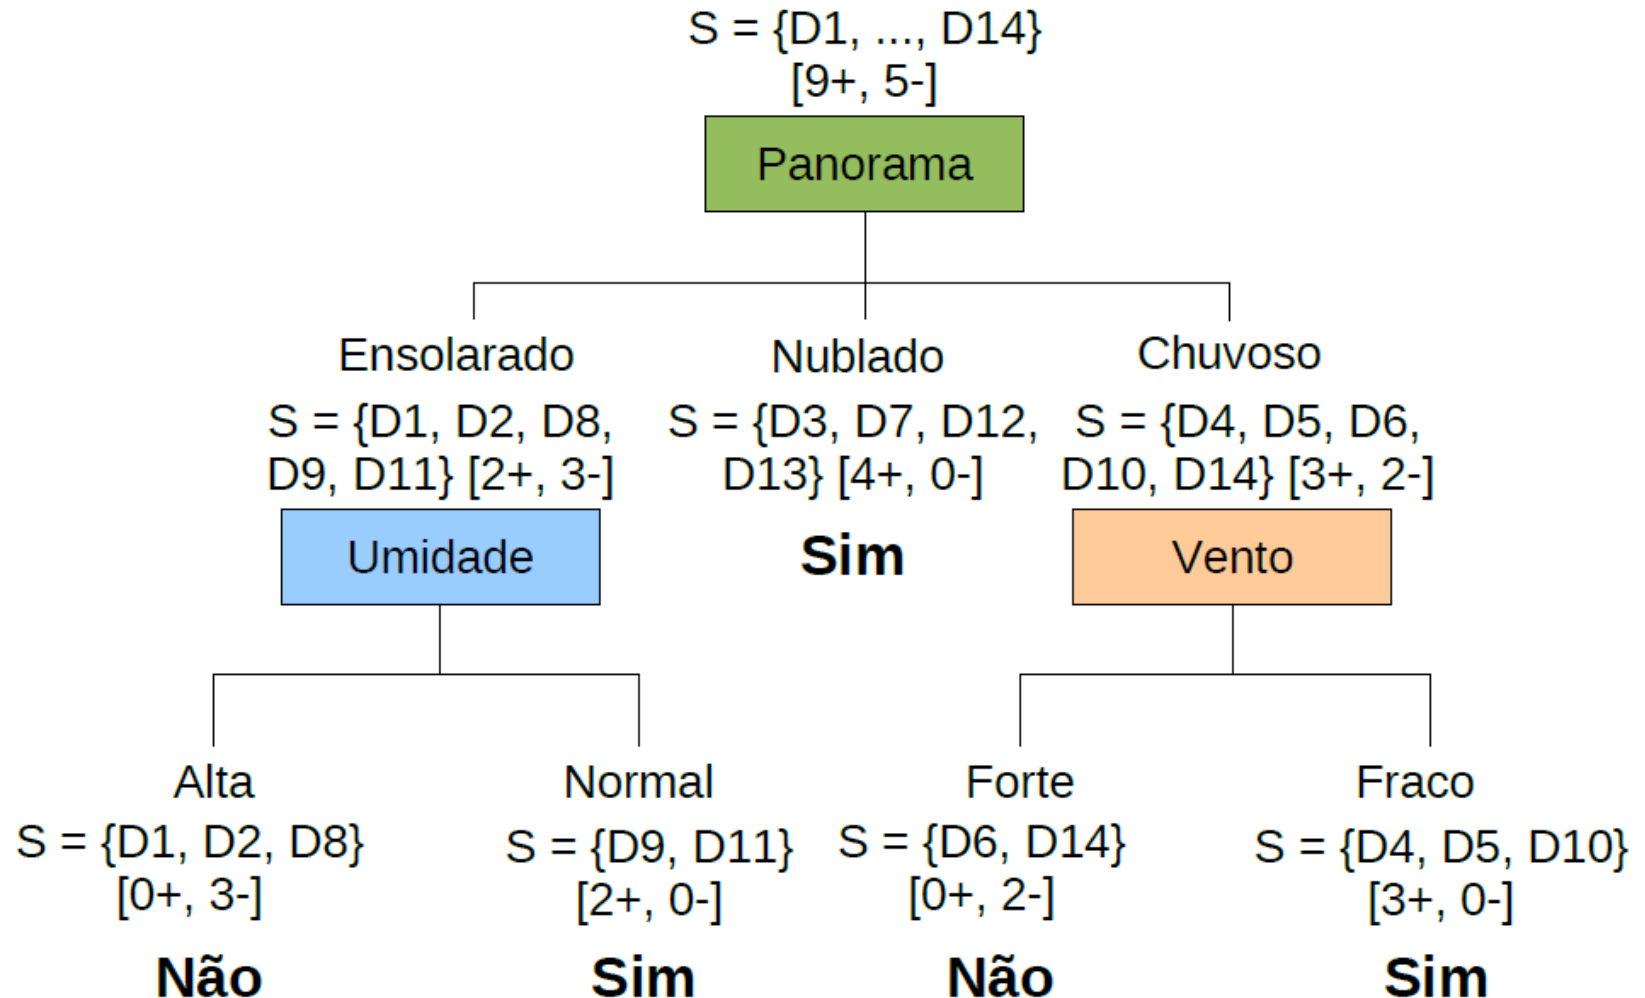 S = {D1, ..., D14}
[9+, 5-]
Panorama
Ensolarado
S = {D1, D2, D8,
D9, D11} [2+, 3-]
Umidade
Nublado
S = {D3, D7, D12,
D13} [4+, 0-]
Sim
Chuvoso
S = {D4, D5, D6,
D10, D14} [3+, 2-]
Vento
Alta
S = {D1, D2, D8}
[0+, 3-]
Não
Normal
S = {D9, D11}
[2+, 0-]
Sim
Forte
S = {D6, D14}
[0+, 2-]
Não
Fraco
S = {D4, D5, D10}
[3+, 0-]
Sim